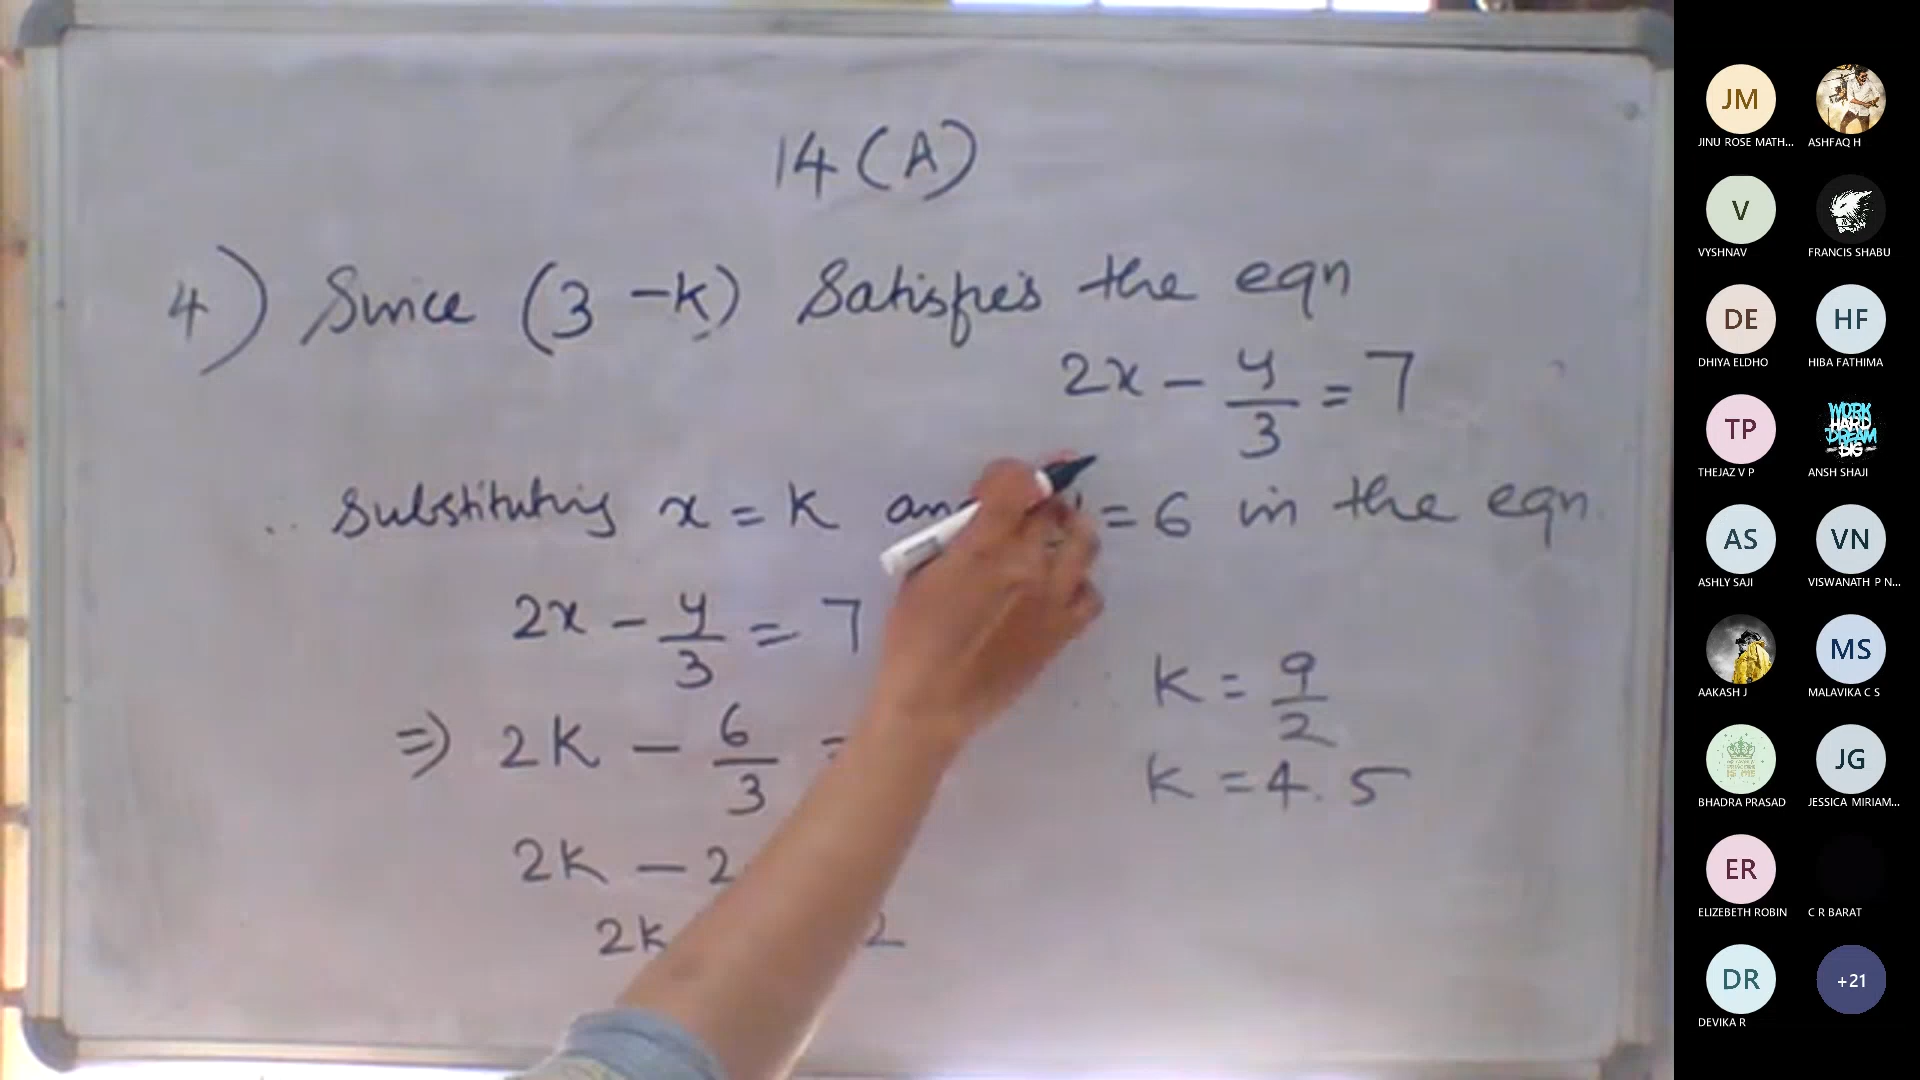 14(A)
4) Since (3 -k) Satisfies the eqn
2x - y/3 = 7
substituting x = k = 6 in the eqn.
2x - y/3 = 7
=) 2k - 6/3 =
2k - 2
2k 2
k = 9/2
k = 4.5
JM
JINU ROSE MATH...
ASHFAQ H
V
VYSHNAV
FRANCIS SHABU
DE
DHIYA ELDHO
HF
HIBA FATHIMA
TP
THEJAZ V P
WORK
HARD
DREAM
BIG
ANSH SHAJI
AS
ASHLY SAJI
VN
VISWANATH P N...
AAKASH J
MS
MALAVIKA C S
BHADRA PRASAD
JG
JESSICA MIRIAM...
ER
ELIZEBETH ROBIN
C R BARAT
DR
DEVIKA R
+21